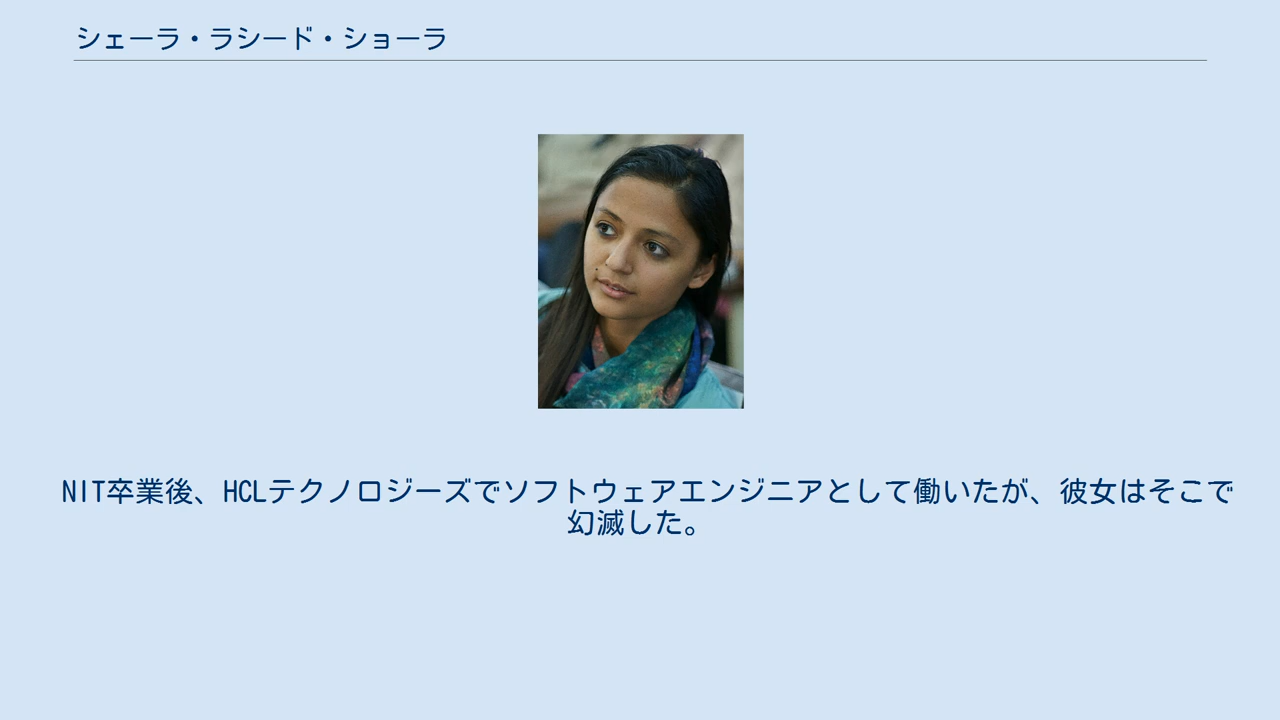 シェーラ・ラシード・ショーラ
NIT卒業後、HCLテクノロジーズでソフトウェアエンジニアとして働いたが、彼女はそこで
幻滅した。